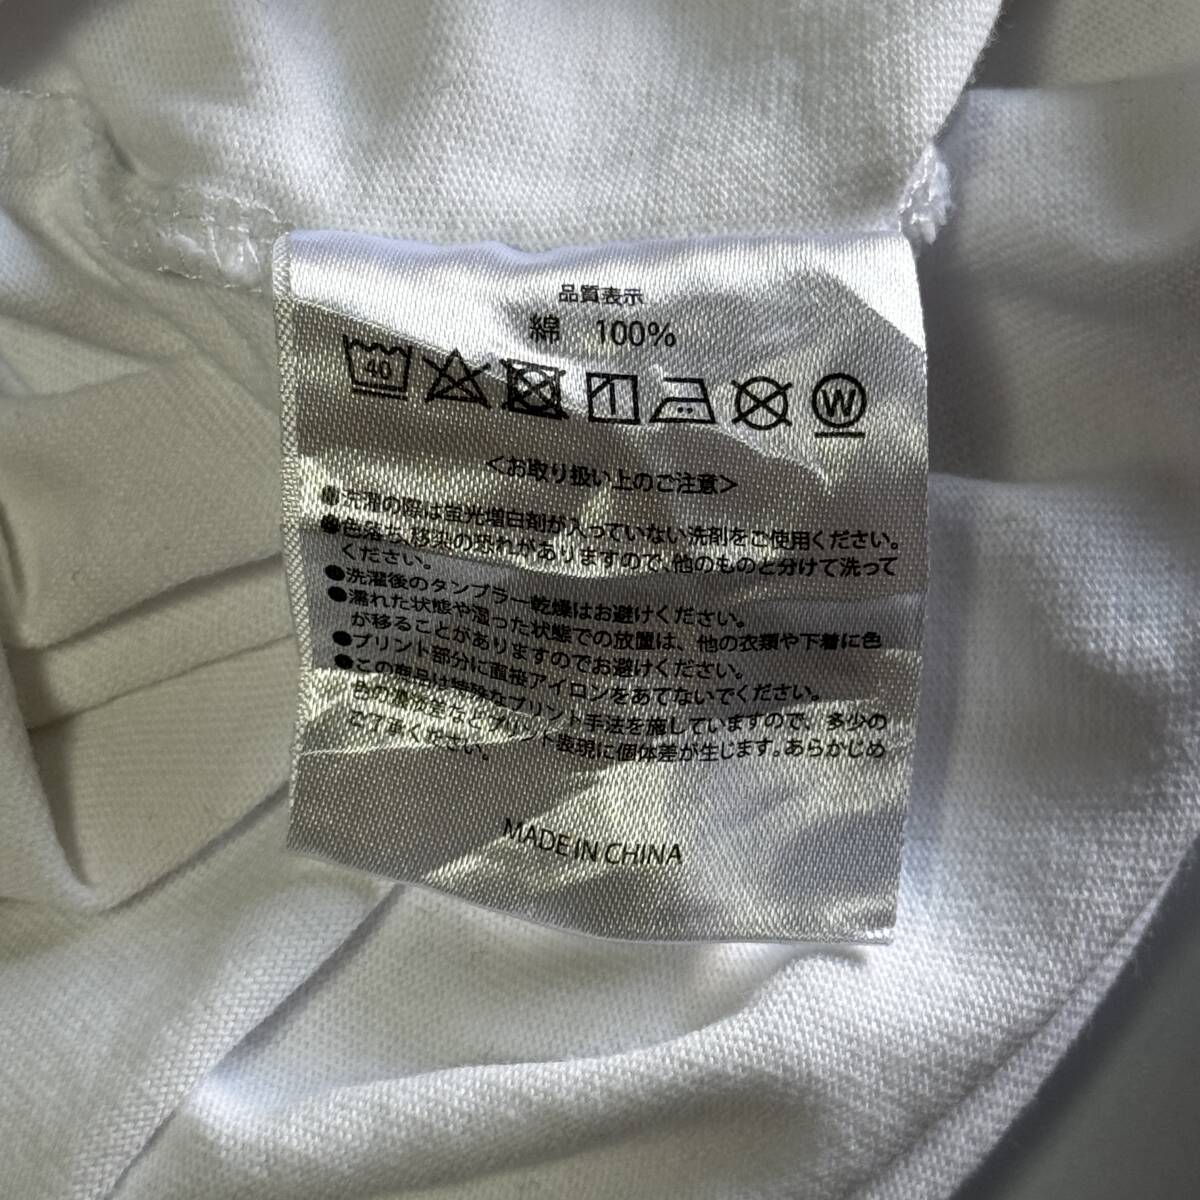 品質表示
綿 100%
40
W
<お取り扱い上のご注意>
●洗濯の際は蛍光増白剤が入っていない洗剤をご使用ください。
●色落ち、移染の恐れがありますので、他のものと分けて洗って
ください。
●洗濯後のタンブラー乾燥はお避けください。
●濡れた状態や湿った状態での放置は、他の衣類や下着に色
が移ることがありますのでお避けください。
●プリント部分に直接アイロンをあてないでください。
●この商品は特殊なプリント手法を施していますので、多少の
色の濃度差などプリント表現に個体差が生じます。あらかじめ
ご了承ください。
MADE IN CHINA